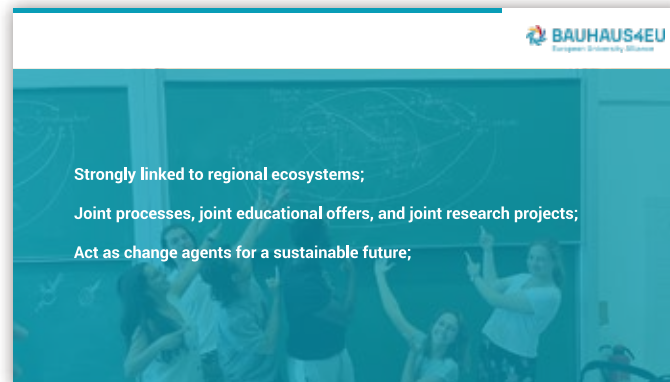 BAUHAUS4EU
European University Alliance
Strongly linked to regional ecosystems;
Joint processes, joint educational offers, and joint research projects;
Act as change agents for a sustainable future;